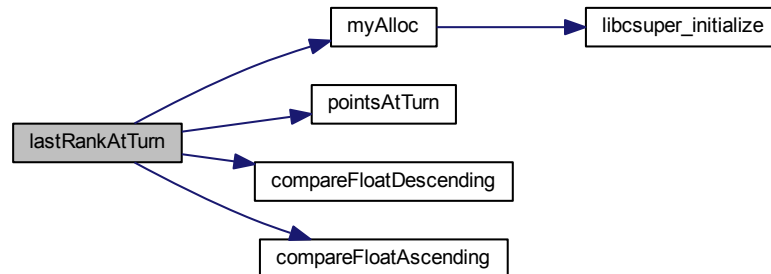 myAlloc
libcsuper_initialize
pointsAtTurn
lastRankAtTurn
compareFloatDescending
compareFloatAscending